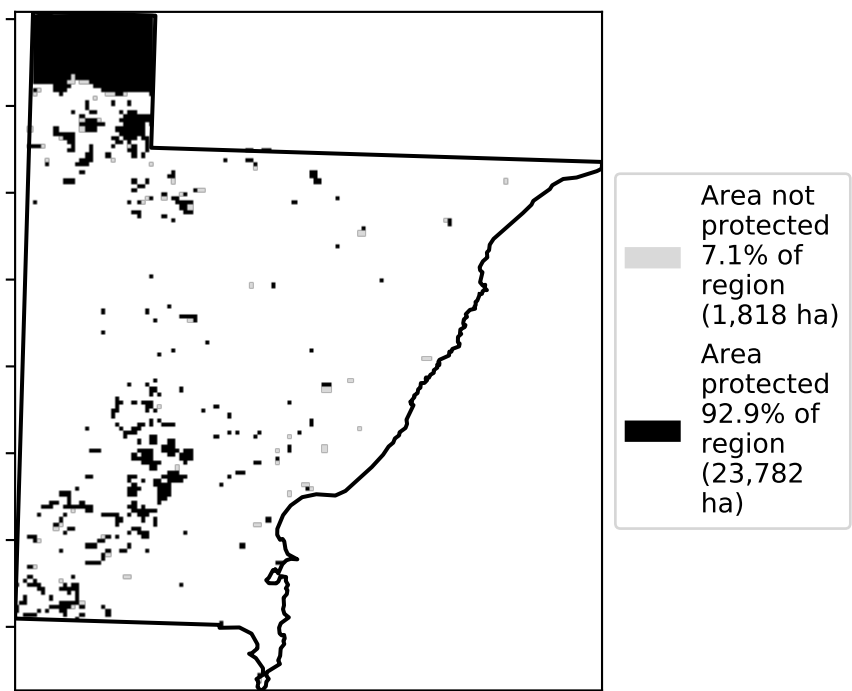 Area not
protected
7.1% of
region
(1,818 ha)
Area
protected
92.9% of
region
(23,782
ha)